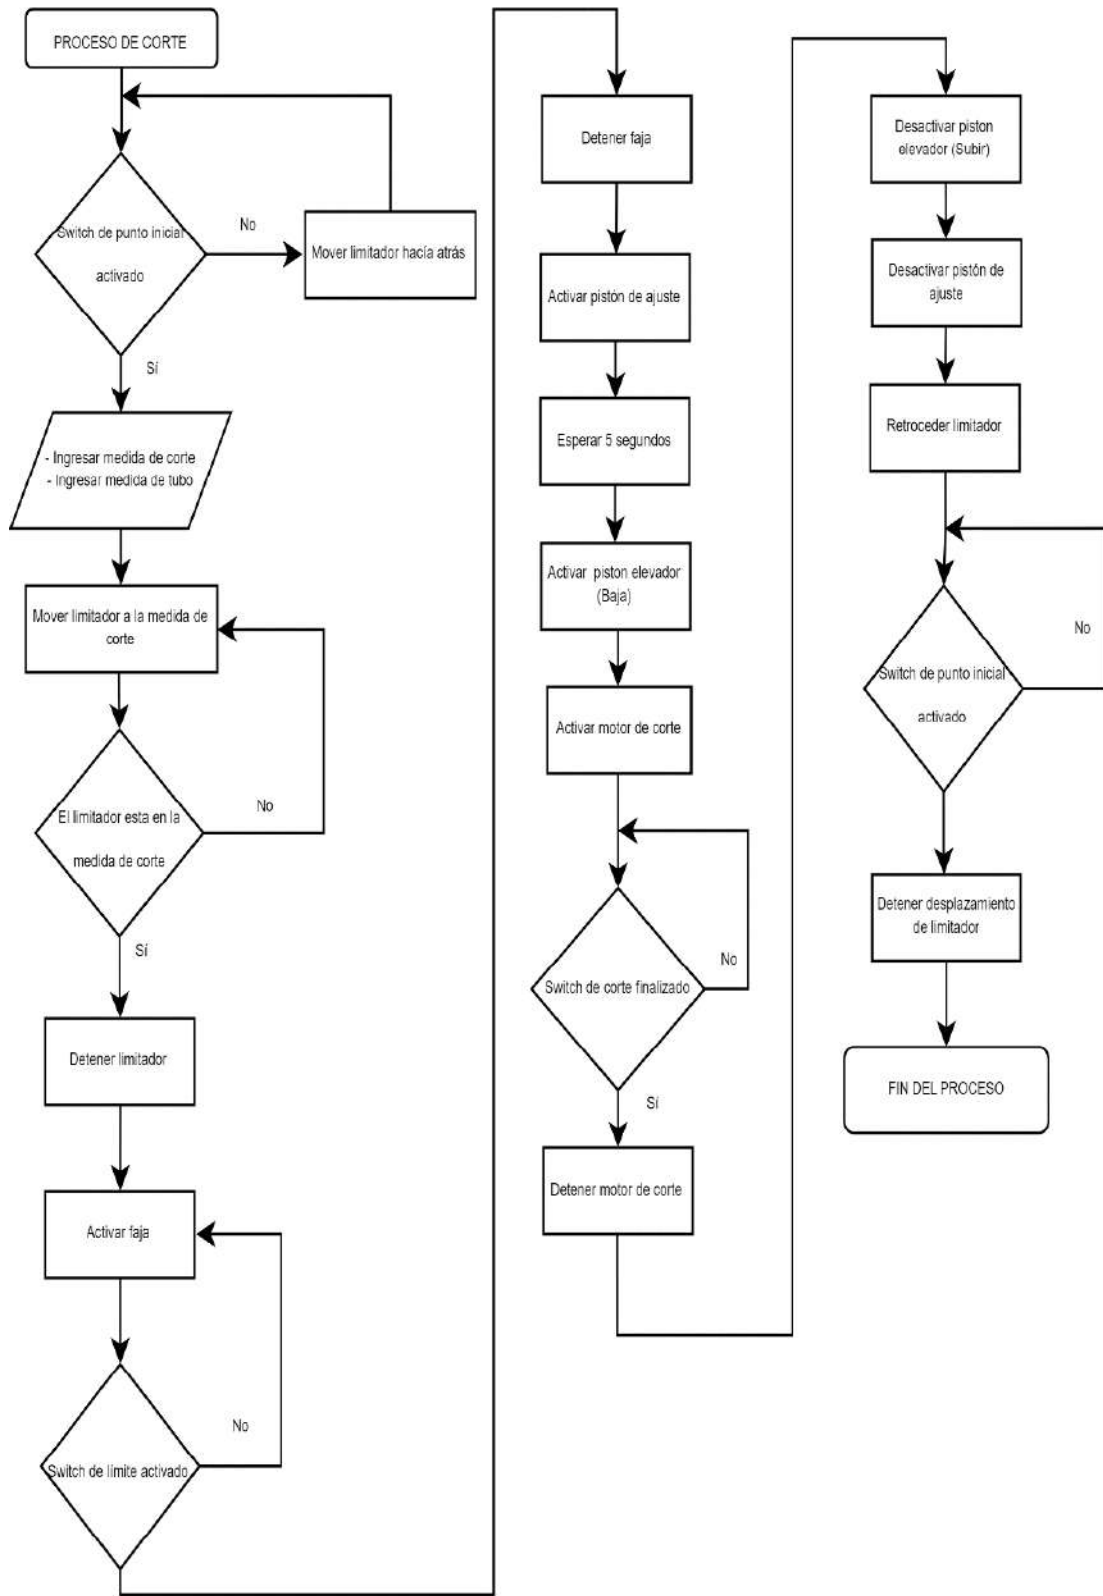 PROCESO DE CORTE
Switch de punto inicial
activado
No
Mover limitador hacía atrás
Sí
- Ingresar medida de corte
- Ingresar medida de tubo
Mover limitador a la medida de
corte
El limitador esta en la
medida de corte
No
Sí
Detener limitador
Activar faja
Switch de límite activado
No
Detener faja
Activar pistón de ajuste
Esperar 5 segundos
Activar piston elevador
(Baja)
Activar motor de corte
Switch de corte finalizado
No
Sí
Detener motor de corte
Desactivar piston
elevador (Subir)
Desactivar pistón de
ajuste
Retroceder limitador
Switch de punto inicial
activado
No
Detener desplazamiento
de limitador
FIN DEL PROCESO